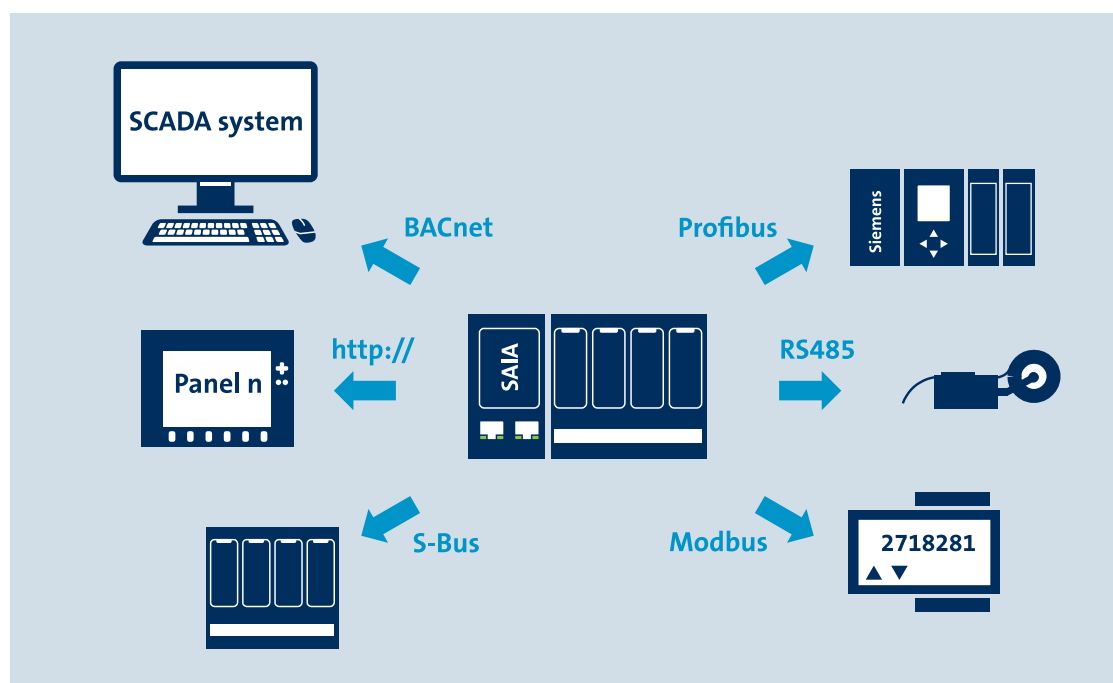 SCADA system
BACnet
Profibus
Siemens
http://
Panel n
SAIA
RS485
S-Bus
Modbus
2718281